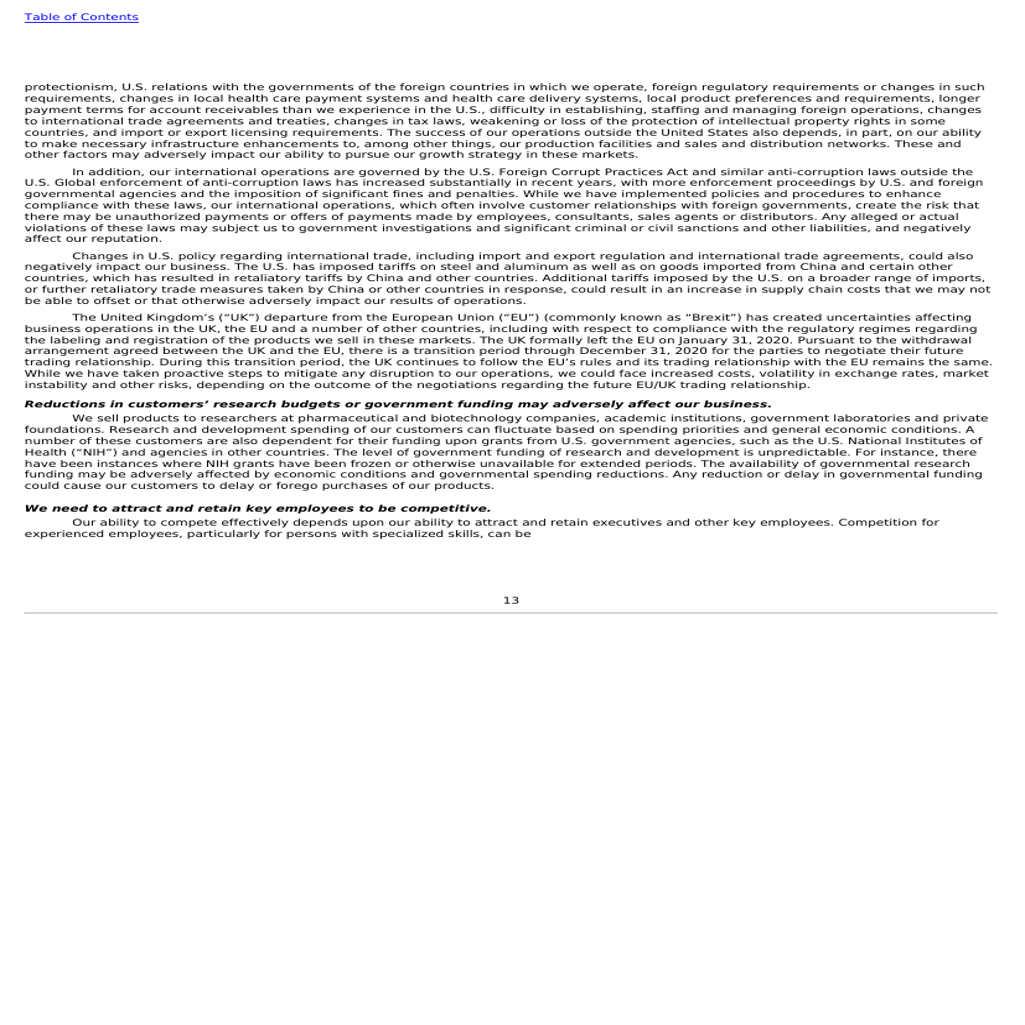 Table of Contents
protectionism, U.S. relations with the governments of the foreign countries in which we operate, foreign regulatory requirements or changes in such
requirements, changes in local health care payment systems and health care delivery systems, local product preferences and requirements, longer
payment terms for account receivables than we experience in the U.S., difficulty in establishing, staffing and managing foreign operations, changes
to international trade agreements and treaties, changes in tax laws, weakening or loss of the protection of intellectual property rights in some
countries, and import or export licensing requirements. The success of our operations outside the United States also depends, in part, on our ability
to make necessary infrastructure enhancements to, among other things, our production facilities and sales and distribution networks. These and
other factors may adversely impact our ability to pursue our growth strategy in these markets.
In addition, our international operations are governed by the U.S. Foreign Corrupt Practices Act and similar anti-corruption laws outside the
U.S. Global enforcement of anti-corruption laws has increased substantially in recent years, with more enforcement proceedings by U.S. and foreign
governmental agencies and the imposition of significant fines and penalties. While we have implemented policies and procedures to enhance
compliance with these laws, our international operations, which often involve customer relationships with foreign governments, create the risk that
there may be unauthorized payments or offers of payments made by employees, consultants, sales agents or distributors. Any alleged or actual
violations of these laws may subject us to government investigations and significant criminal or civil sanctions and other liabilities, and negatively
affect our reputation.
Changes in U.S. policy regarding international trade, including import and export regulation and international trade agreements, could also
negatively impact our business. The U.S. has imposed tariffs on steel and aluminum as well as on goods imported from China and certain other
countries, which has resulted in retaliatory tariffs by China and other countries. Additional tariffs imposed by the U.S. on a broader range of imports,
or further retaliatory trade measures taken by China or other countries in response, could result in an increase in supply chain costs that we may not
be able to offset or that otherwise adversely impact our results of operations.
The United Kingdom’s (“UK”) departure from the European Union (“EU”) (commonly known as “Brexit”) has created uncertainties affecting
business operations in the UK, the EU and a number of other countries, including with respect to compliance with the regulatory regimes regarding
the labeling and registration of the products we sell in these markets. The UK formally left the EU on January 31, 2020. Pursuant to the withdrawal
arrangement agreed between the UK and the EU, there is a transition period through December 31, 2020 for the parties to negotiate their future
trading relationship. During this transition period, the UK continues to follow the EU’s rules and its trading relationship with the EU remains the same.
While we have taken proactive steps to mitigate any disruption to our operations, we could face increased costs, volatility in exchange rates, market
instability and other risks, depending on the outcome of the negotiations regarding the future EU/UK trading relationship.
Reductions in customers’ research budgets or government funding may adversely affect our business.
We sell products to researchers at pharmaceutical and biotechnology companies, academic institutions, government laboratories and private
foundations. Research and development spending of our customers can fluctuate based on spending priorities and general economic conditions. A
number of these customers are also dependent for their funding upon grants from U.S. government agencies, such as the U.S. National Institutes of
Health (“NIH”) and agencies in other countries. The level of government funding of research and development is unpredictable. For instance, there
have been instances where NIH grants have been frozen or otherwise unavailable for extended periods. The availability of governmental research
funding may be adversely affected by economic conditions and governmental spending reductions. Any reduction or delay in governmental funding
could cause our customers to delay or forego purchases of our products.
We need to attract and retain key employees to be competitive.
Our ability to compete effectively depends upon our ability to attract and retain executives and other key employees. Competition for
experienced employees, particularly for persons with specialized skills, can be
13